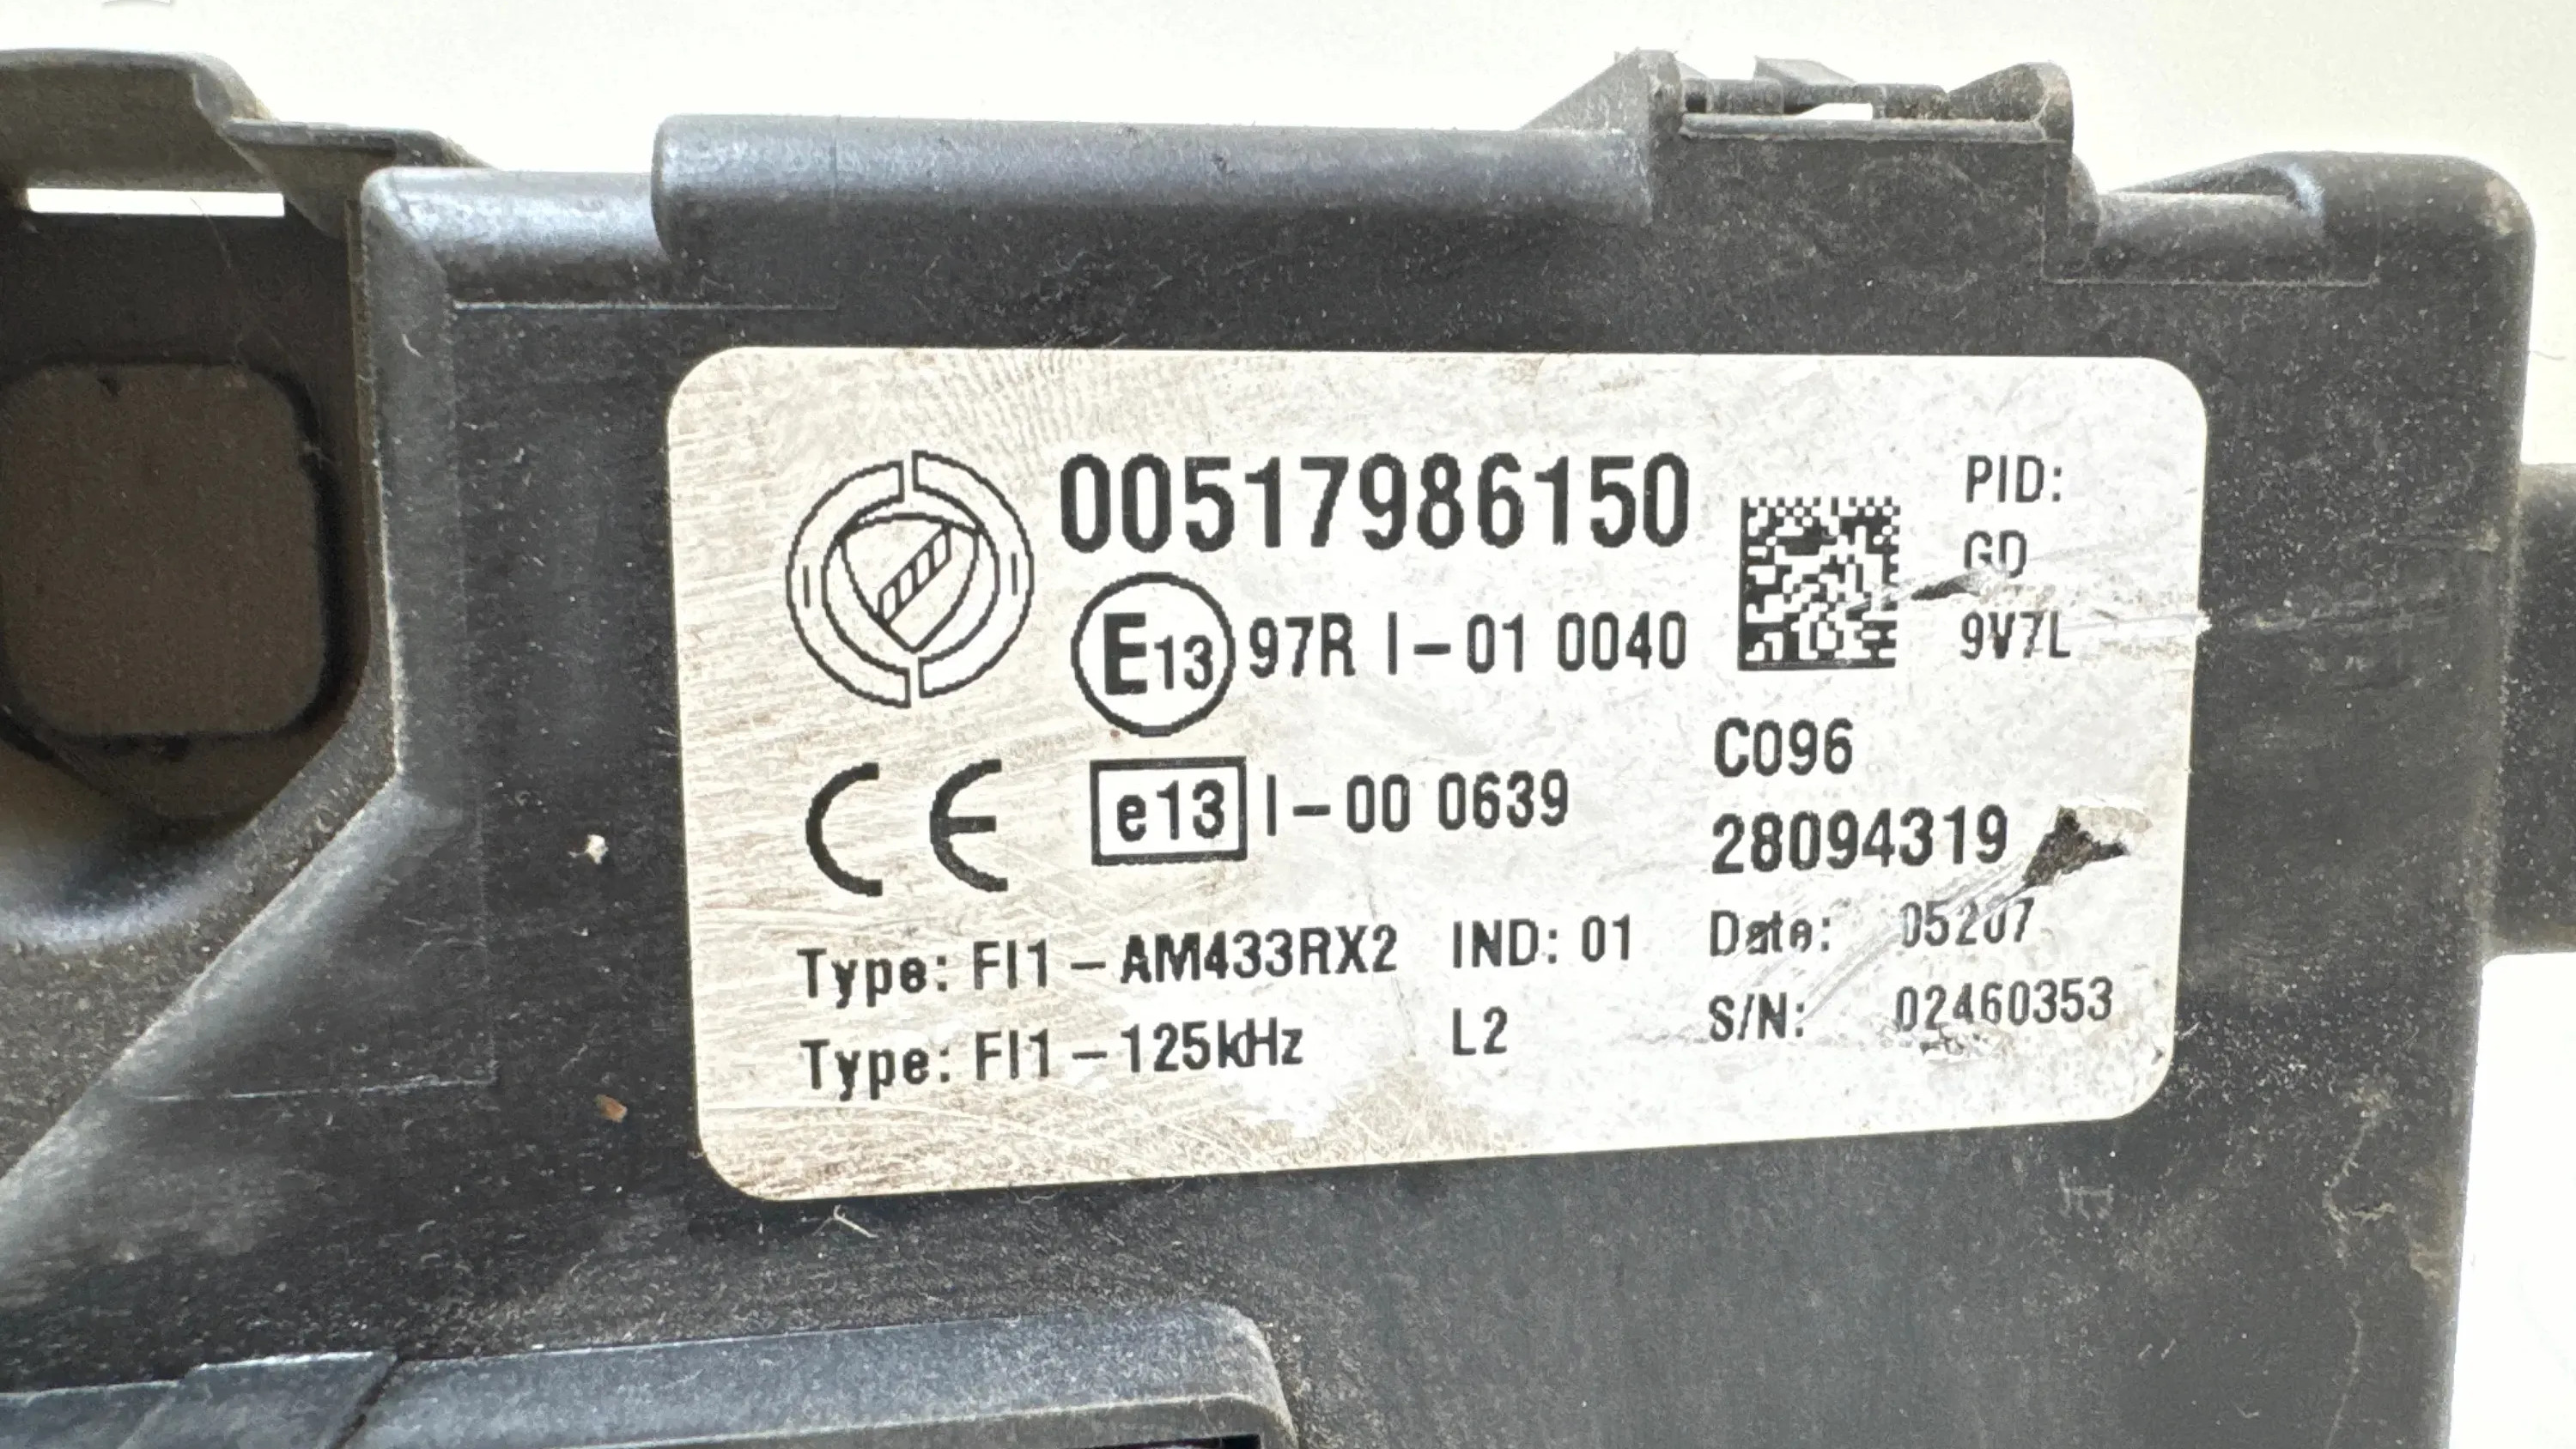 00517986150
PID:
GD
9V7L
E13 97R I-01 0040
C096
CE e13 I-00 0639
28094319
Type: FI1-AM433RX2 IND: 01 Date: 05207
Type: FI1-125kHz L2 S/N: 02460353